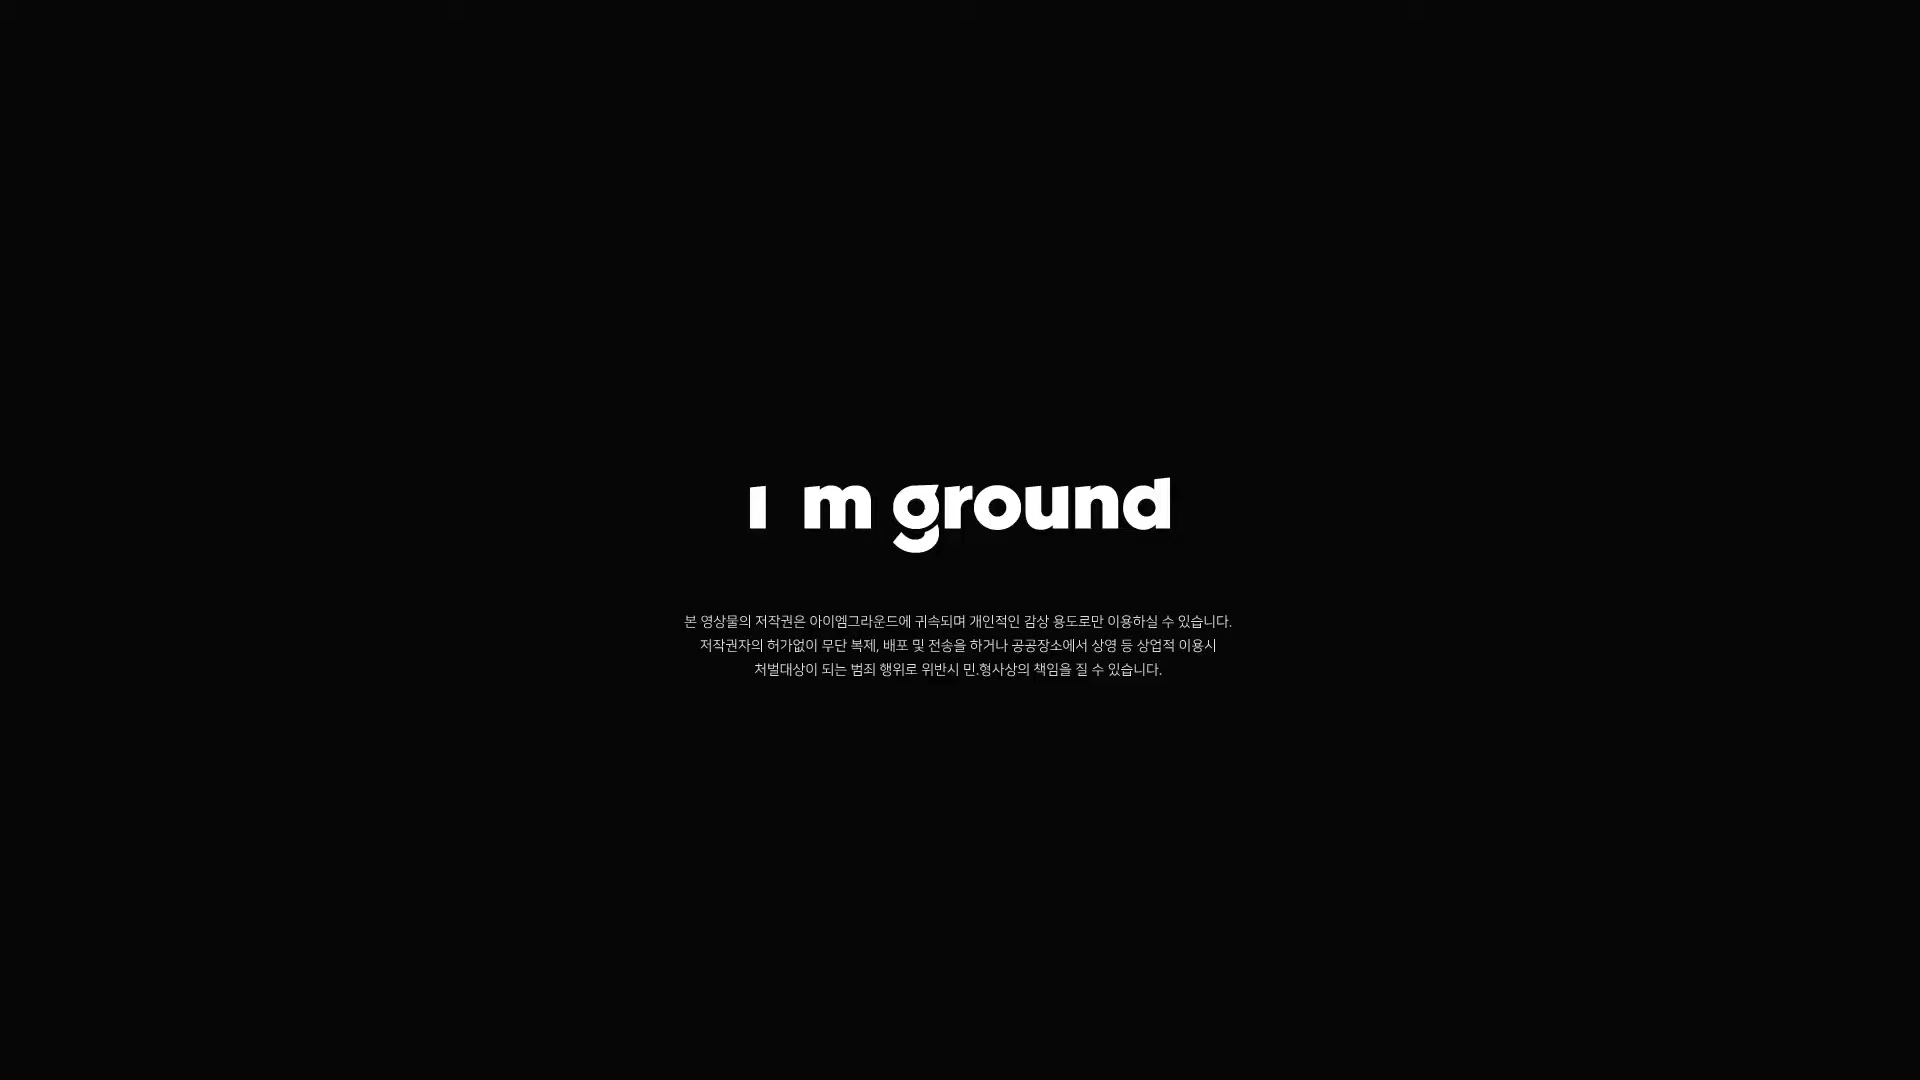 ı m ground
본 영상물의 저작권은 아이엠그라운드에 귀속되며 개인적인 감상 용도로만 이용하실 수 있습니다.
저작권자의 허가없이 무단 복제, 배포 및 전송을 하거나 공공장소에서 상영 등 상업적 이용시
처벌대상이 되는 범죄 행위로 위반시 민.형사상의 책임을 질 수 있습니다.